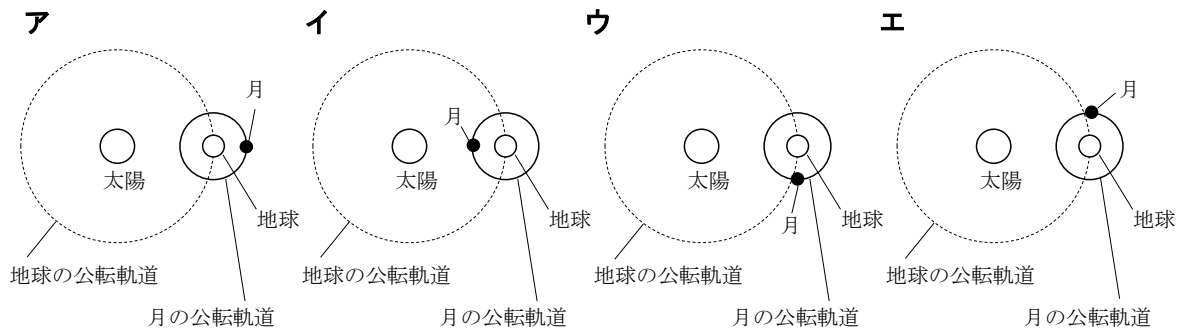 ア
月
太陽
地球
地球の公転軌道
月の公転軌道
イ
月
太陽
地球
地球の公転軌道
月の公転軌道
ウ
太陽
月
地球
地球の公転軌道
月の公転軌道
エ
月
太陽
地球
地球の公転軌道
月の公転軌道